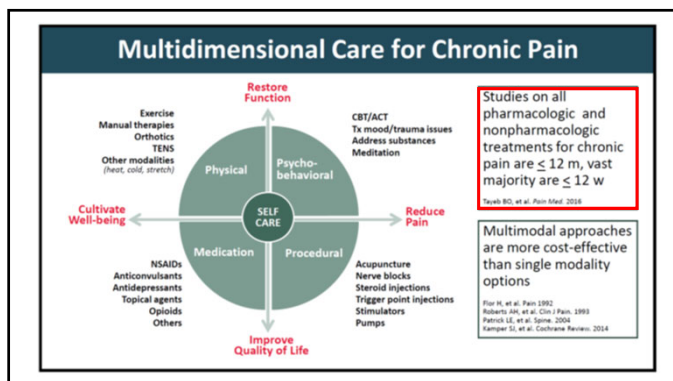 Multidimensional Care for Chronic Pain
Restore
Function
Exercise
Manual therapies
Orthotics
TENS
Other modalities
(heat, cold, stretch)
CBT/ACT
Tx mood/trauma issues
Address substances
Meditation
Physical
Psycho-
behavioral
Cultivate
Well-being
SELF
CARE
Reduce
Pain
Medication
Procedural
NSAIDs
Anticonvulsants
Antidepressants
Topical agents
Opioids
Others
Acupuncture
Nerve blocks
Steroid injections
Trigger point injections
Stimulators
Pumps
Improve
Quality of Life
Studies on all
pharmacologic and
nonpharmacologic
treatments for chronic
pain are ≤ 12 m, vast
majority are ≤ 12 w
Tayeb BO, et al. Pain Med. 2016
Multimodal approaches
are more cost-effective
than single modality
options
Flor H, et al. Pain 1992
Roberts AH, et al. Clin J Pain. 1993
Patrick LE, et al. Spine. 2004
Kamper SJ, et al. Cochrane Review. 2014